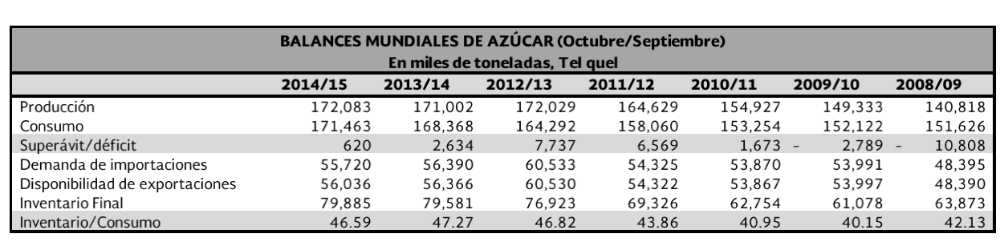 BALANCES MUNDIALES DE AZÚCAR (Octubre/Septiembre)
En miles de toneladas, Tel quel
2014/15 2013/14 2012/13 2011/12 2010/11 2009/10 2008/09
Producción 172,083 171,002 172,029 164,629 154,927 149,333 140,818
Consumo 171,463 168,368 164,292 158,060 153,254 152,122 151,626
Superávit/déficit 620 2,634 7,737 6,569 1,673 - 2,789 - 10,808
Demanda de importaciones 55,720 56,390 60,533 54,325 53,870 53,991 48,395
Disponibilidad de exportaciones 56,036 56,366 60,530 54,322 53,867 53,997 48,390
Inventario Final 79,885 79,581 76,923 69,326 62,754 61,078 63,873
Inventario/Consumo 46.59 47.27 46.82 43.86 40.95 40.15 42.13